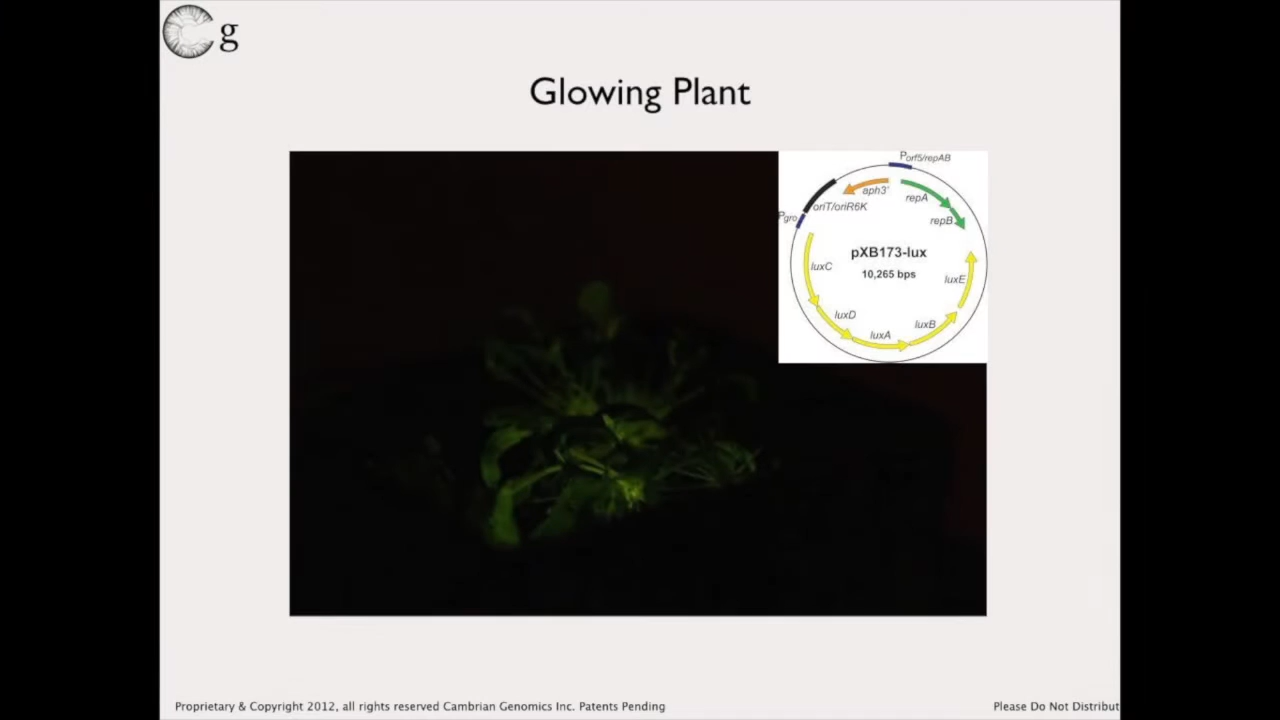 g
Glowing Plant
Porf5/repAB
aph3'
repA
oriT/oriR6K
Pgro
repB
pXB173-lux
10,265 bps
luxC
luxE
luxD
luxB
luxA
Proprietary & Copyright 2012, all rights reserved Cambrian Genomics Inc. Patents Pending
Please Do Not Distribut